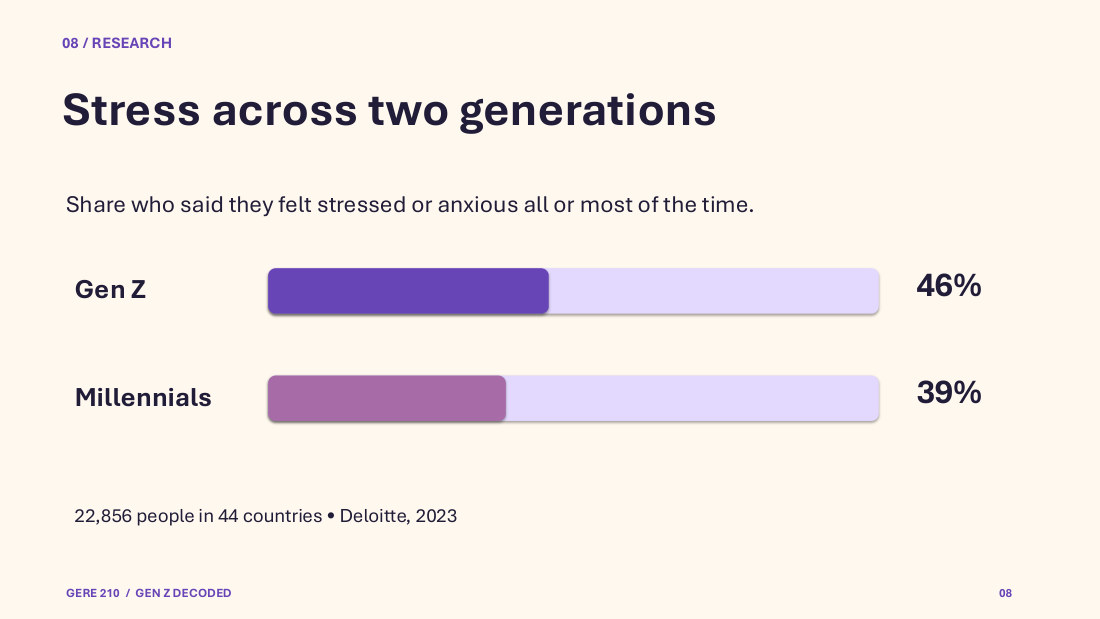 08 / RESEARCH
Stress across two generations
Share who said they felt stressed or anxious all or most of the time.
Gen Z
46%
Millennials
39%
22,856 people in 44 countries • Deloitte, 2023
GERE 210 / GEN Z DECODED
08